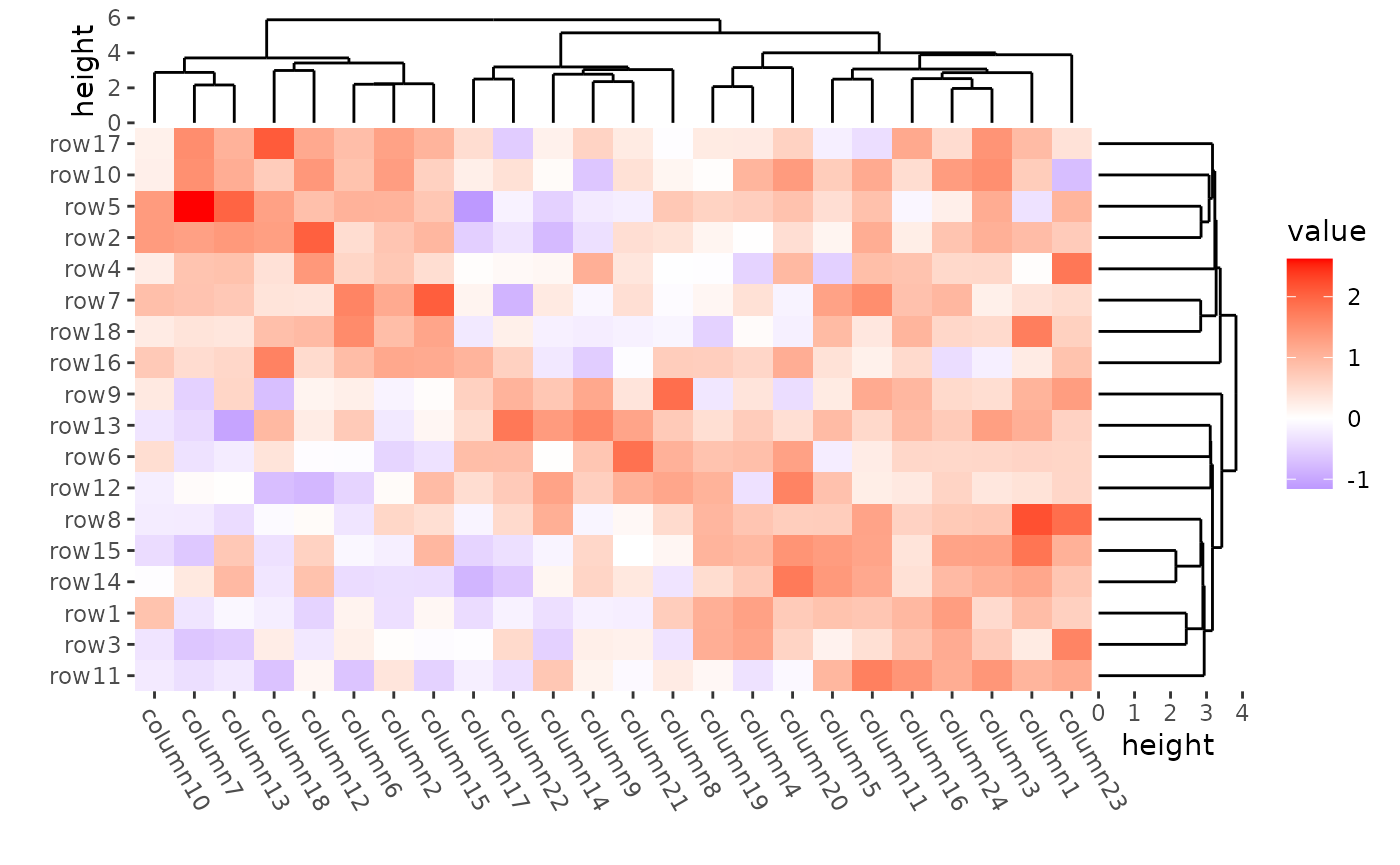 height
6
4
2
0
row17
row10
row5
row2
row4
row7
row18
row16
row9
row13
row6
row12
row8
row15
row14
row1
row3
row11
column10
column7
column13
column18
column12
column6
column2
column15
column17
column22
column14
column9
column21
column8
column19
column4
column20
column5
column11
column16
column24
column3
column1
column23
0 1 2 3 4
height
value
2
1
0
-1